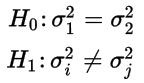 H₀: σ₁² = σ₂²
H₁: σᵢ² ≠ σⱼ²